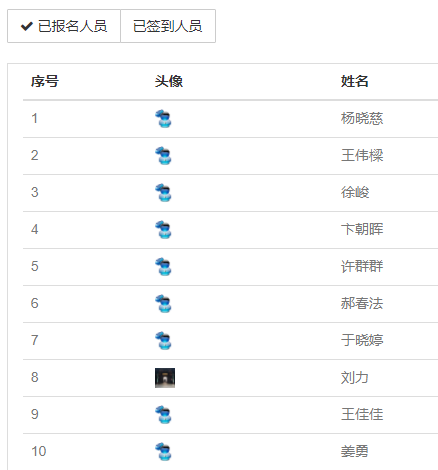 已报名人员 已签到人员
序号 头像 姓名
1 杨晓慈
2 王伟樑
3 徐峻
4 卞朝晖
5 许群群
6 郝春法
7 于晓婷
8 刘力
9 王佳佳
10 姜勇